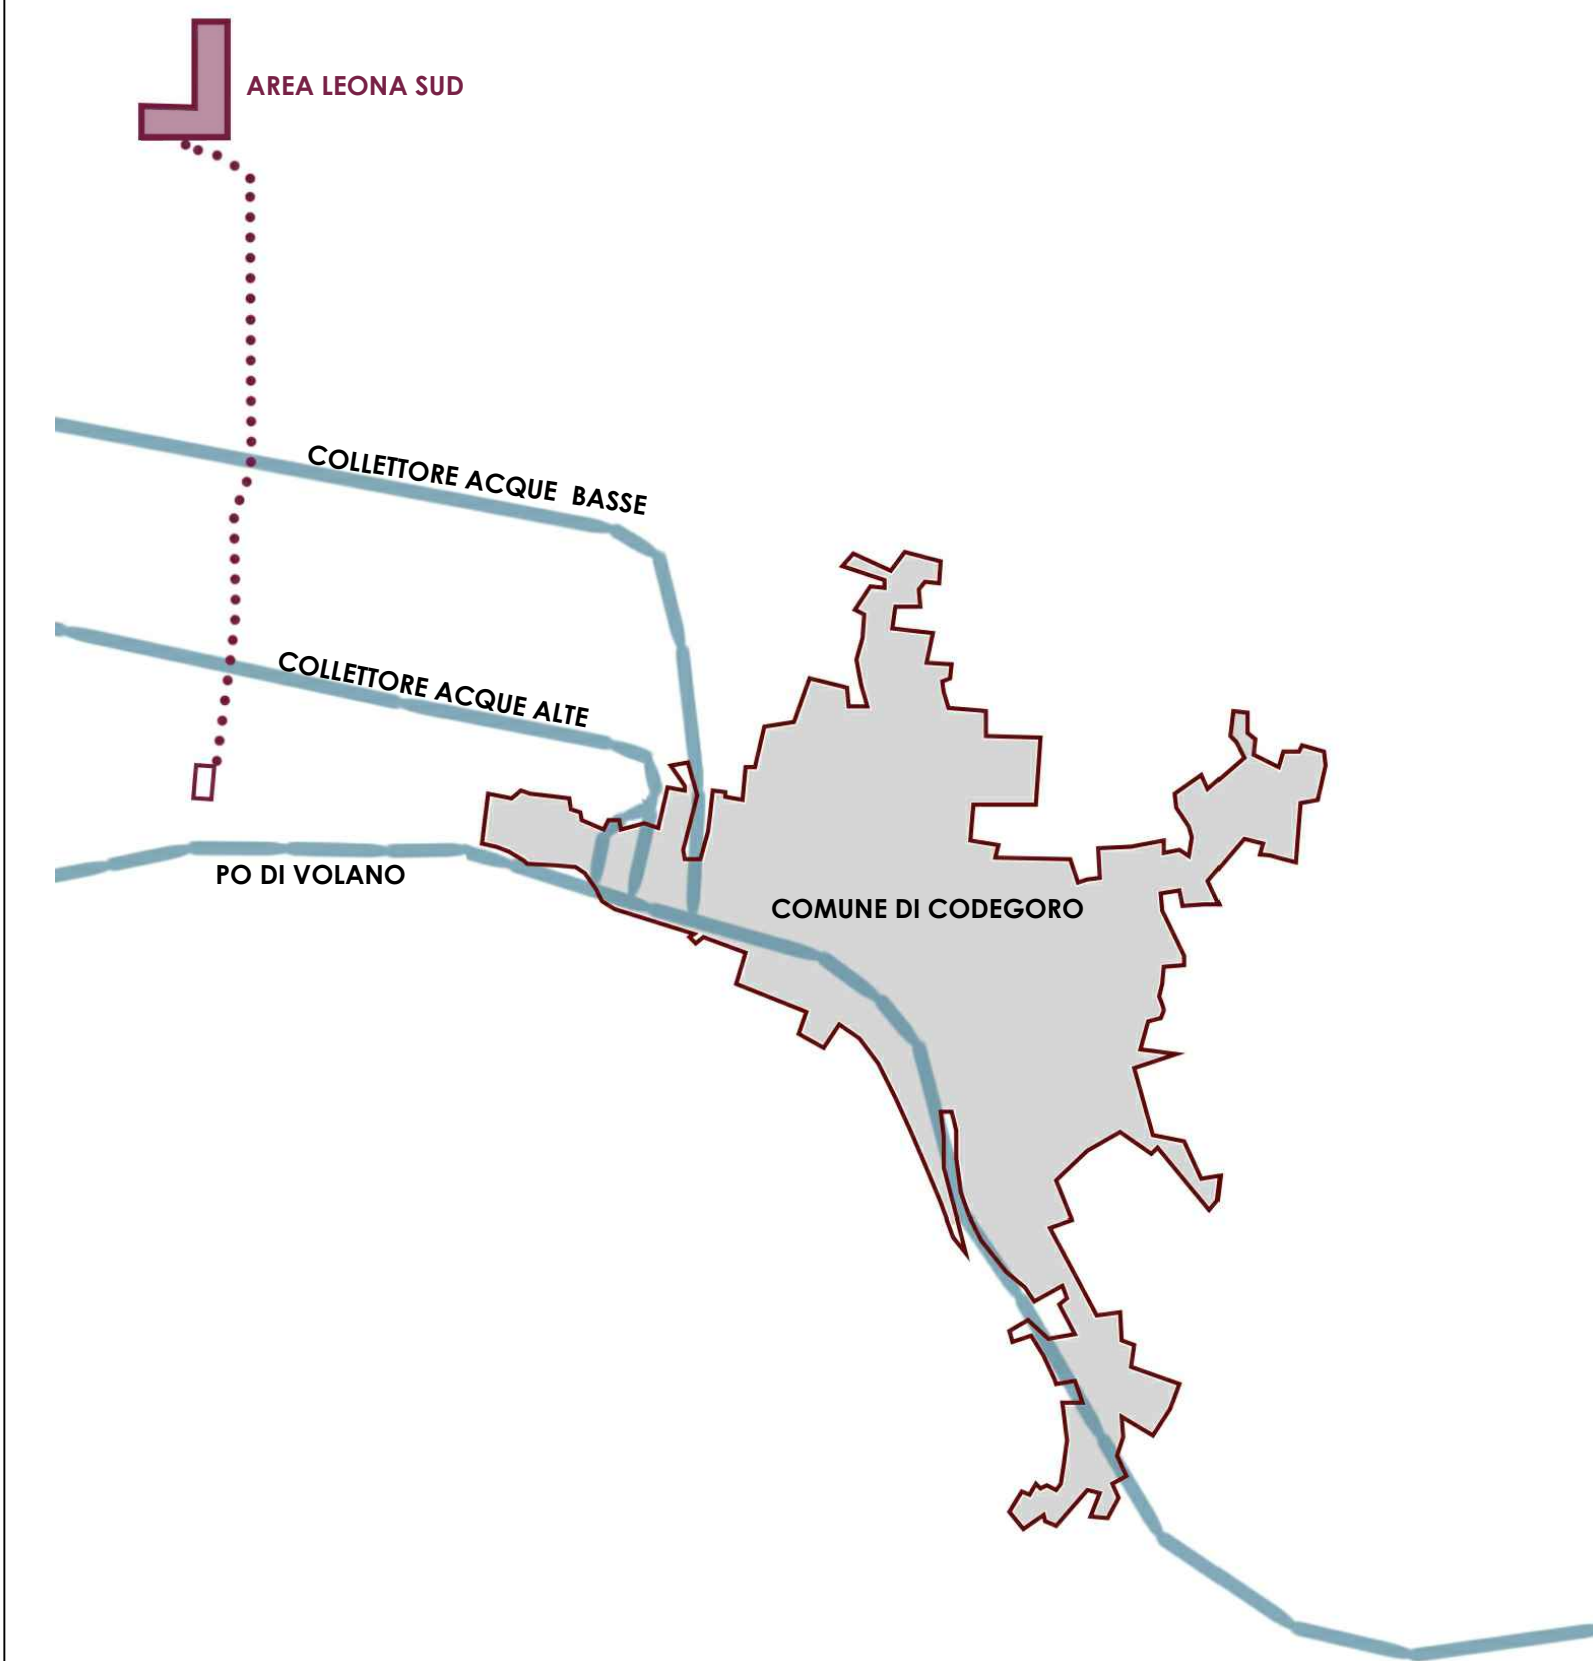 AREA LEONA SUD
COLLETTORE ACQUE BASSE
COLLETTORE ACQUE ALTE
PO DI VOLANO
COMUNE DI CODEGORO